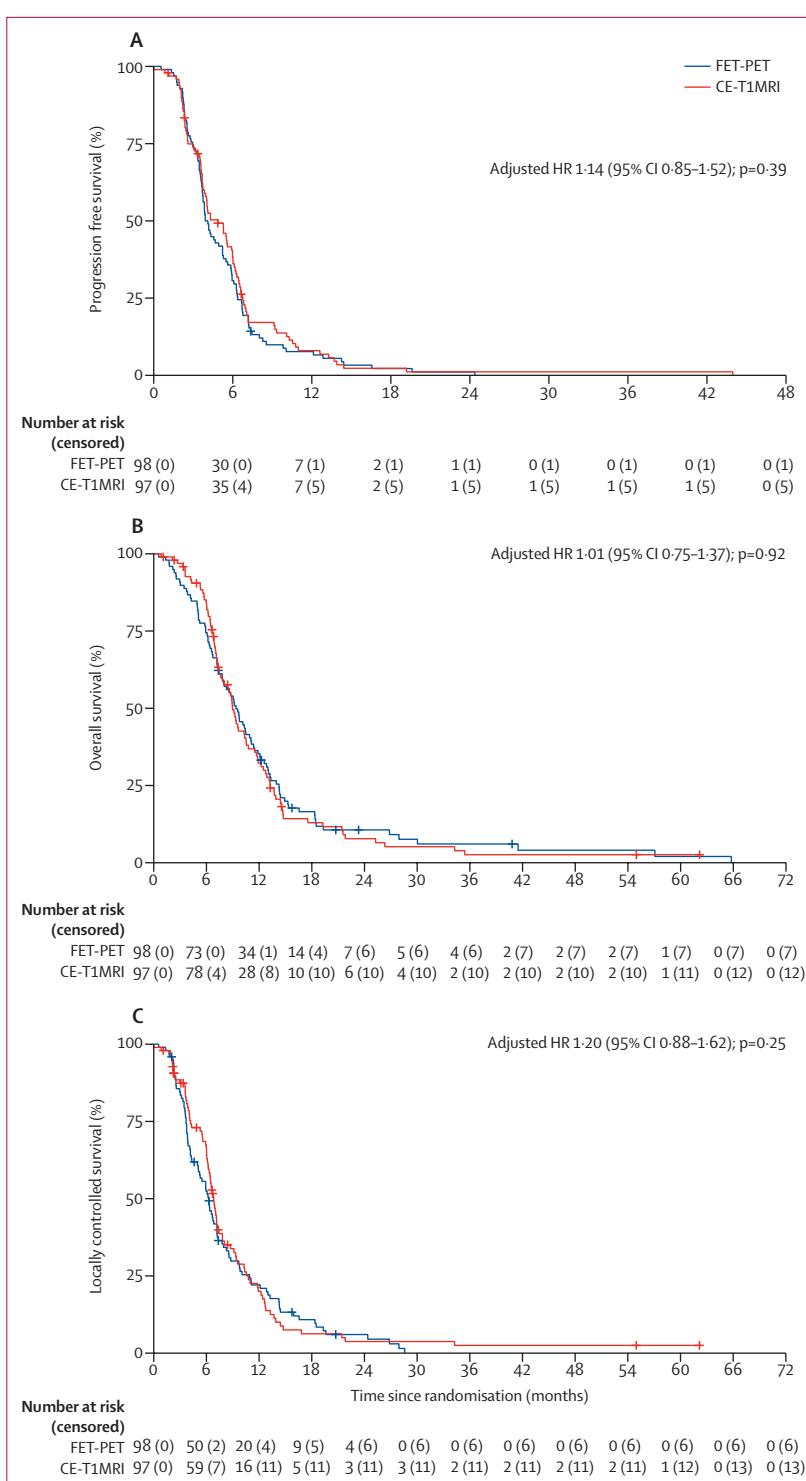 A
100
75
50
25
0
Progression free survival (%)
FET-PET
CE-T1MRI
Adjusted HR 1·14 (95% CI 0·85–1·52); p=0·39
0 6 12 18 24 30 36 42 48
Number at risk
(censored)
FET-PET 98 (0) 30 (0) 7 (1) 2 (1) 1 (1) 0 (1) 0 (1) 0 (1) 0 (1)
CE-T1MRI 97 (0) 35 (4) 7 (5) 2 (5) 1 (5) 1 (5) 1 (5) 1 (5) 0 (5)
B
100
75
50
25
0
Overall survival (%)
Adjusted HR 1·01 (95% CI 0·75–1·37); p=0·92
0 6 12 18 24 30 36 42 48 54 60 66 72
Number at risk
(censored)
FET-PET 98 (0) 73 (0) 34 (1) 14 (4) 7 (6) 5 (6) 4 (6) 2 (7) 2 (7) 2 (7) 1 (7) 0 (7) 0 (7)
CE-T1MRI 97 (0) 78 (4) 28 (8) 10 (10) 6 (10) 4 (10) 2 (10) 2 (10) 2 (10) 2 (10) 1 (11) 0 (12) 0 (12)
C
100
75
50
25
0
Locally controlled survival (%)
Adjusted HR 1·20 (95% CI 0·88–1·62); p=0·25
0 6 12 18 24 30 36 42 48 54 60 66 72
Time since randomisation (months)
Number at risk
(censored)
FET-PET 98 (0) 50 (2) 20 (4) 9 (5) 4 (6) 0 (6) 0 (6) 0 (6) 0 (6) 0 (6) 0 (6) 0 (6) 0 (6)
CE-T1MRI 97 (0) 59 (7) 16 (11) 5 (11) 3 (11) 3 (11) 2 (11) 2 (11) 2 (11) 2 (11) 1 (12) 0 (13) 0 (13)